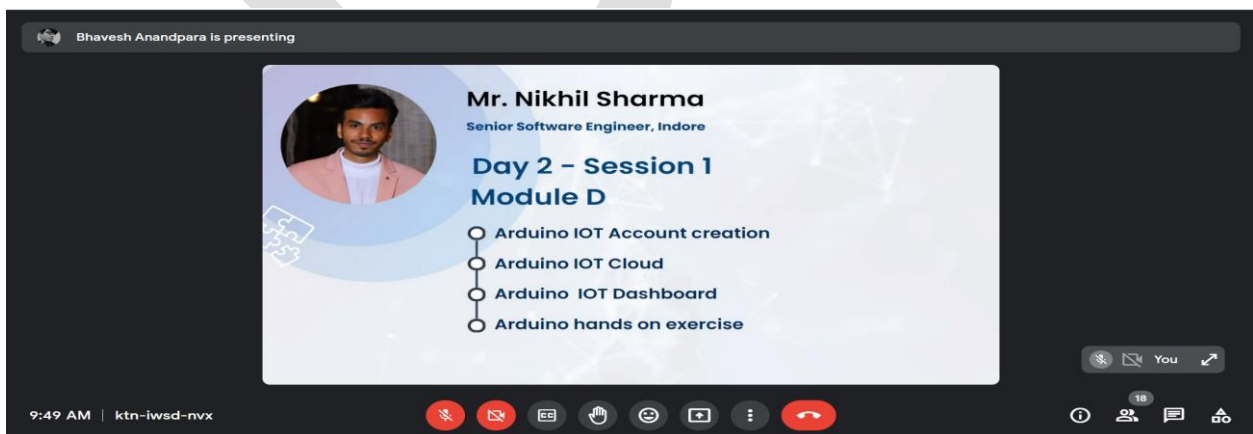 Bhavesh Anandpara is presenting
Mr. Nikhil Sharma
Senior Software Engineer, Indore
Day 2 - Session 1
Module D
Arduino IOT Account creation
Arduino IOT Cloud
Arduino IOT Dashboard
Arduino hands on exercise
You
9:49 AM | ktn-iwsd-nvx
CC
18